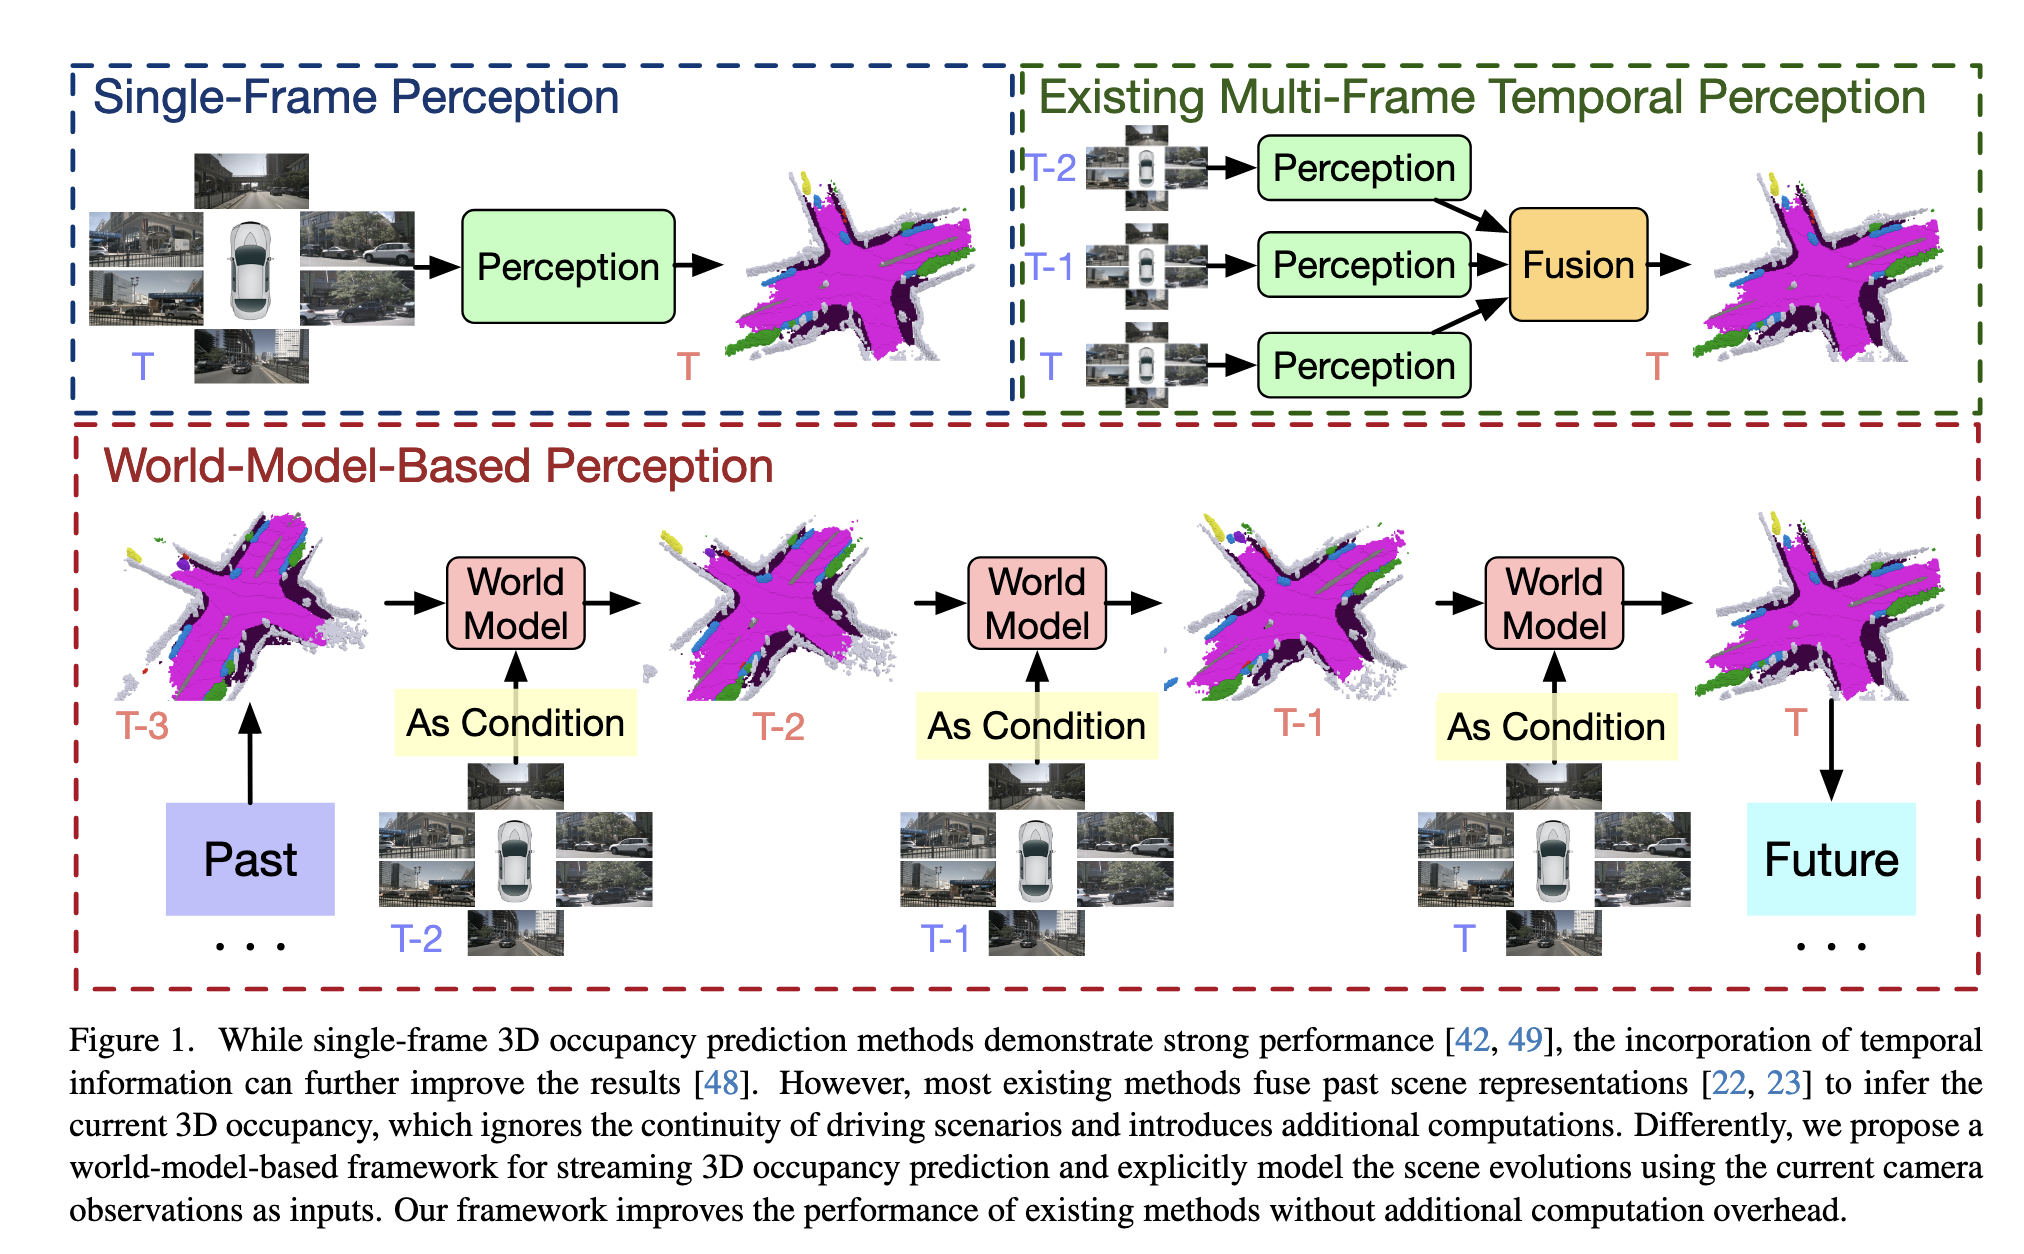 Single-Frame Perception
T
Perception
T
Existing Multi-Frame Temporal Perception
T-2
Perception
T-1
Perception
Fusion
T
Perception
T
World-Model-Based Perception
T-3
World
Model
As Condition
T-2
World
Model
As Condition
T-1
World
Model
As Condition
T
Past
. . .
T-2
T-1
T
Future
. . .
Figure 1. While single-frame 3D occupancy prediction methods demonstrate strong performance [42, 49], the incorporation of temporal
information can further improve the results [48]. However, most existing methods fuse past scene representations [22, 23] to infer the
current 3D occupancy, which ignores the continuity of driving scenarios and introduces additional computations. Differently, we propose a
world-model-based framework for streaming 3D occupancy prediction and explicitly model the scene evolutions using the current camera
observations as inputs. Our framework improves the performance of existing methods without additional computation overhead.